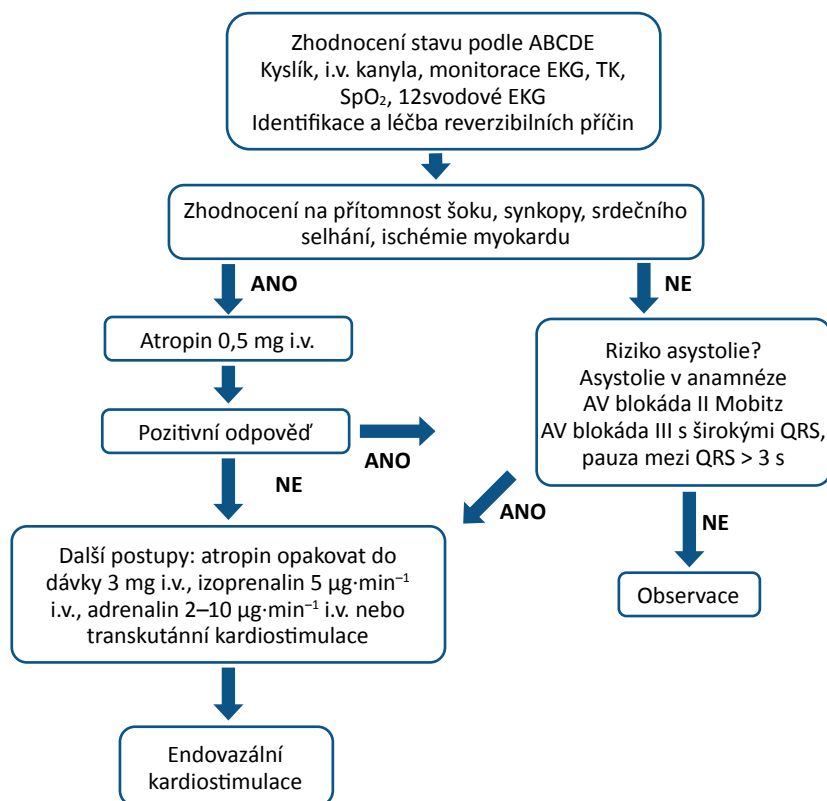 Zhodnocení stavu podle ABCDE
Kyslík, i.v. kanyla, monitorace EKG, TK,
SpO₂, 12svodové EKG
Identifikace a léčba reverzibilních příčin
Zhodnocení na přítomnost šoku, synkopy, srdečního
selhání, ischémie myokardu
ANO
NE
Atropin 0,5 mg i.v.
Riziko asystolie?
Asystolie v anamnéze
AV blokáda II Mobitz
AV blokáda III s širokými QRS,
pauza mezi QRS > 3 s
Pozitivní odpověď
ANO
NE
ANO
NE
Další postupy: atropin opakovat do
dávky 3 mg i.v., izoprenalin 5 µg·min⁻¹
i.v., adrenalin 2–10 µg·min⁻¹ i.v. nebo
transkutánní kardiostimulace
Observace
Endovazální
kardiostimulace